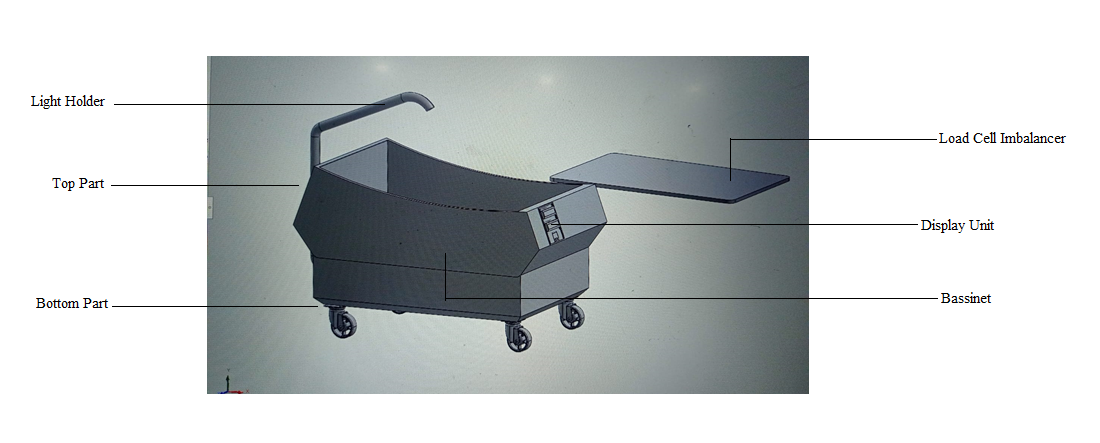 Light Holder
Load Cell Imbalancer
Top Part
Display Unit
Bassinet
Bottom Part